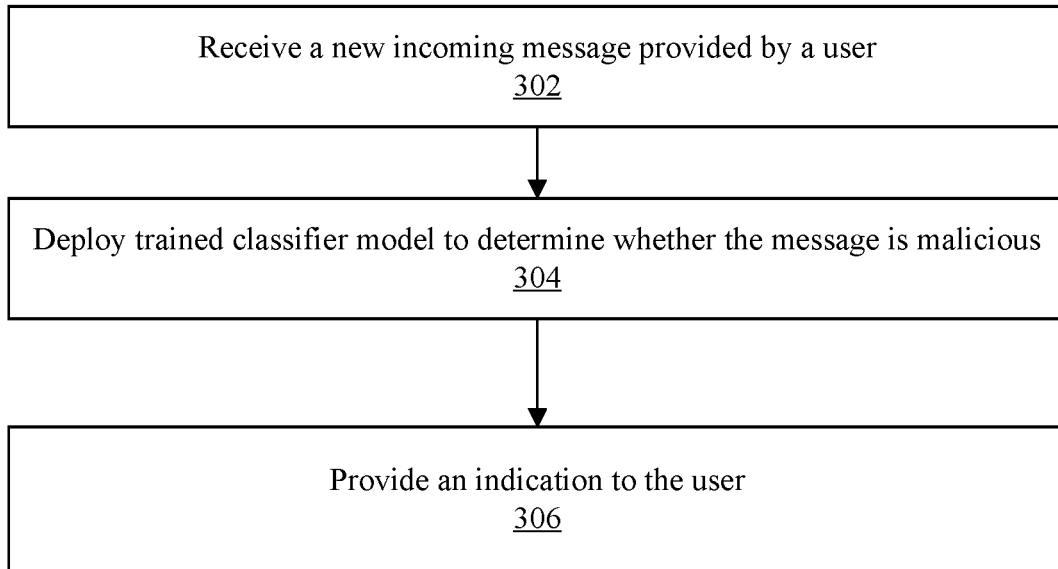 Receive a new incoming message provided by a user
302
Deploy trained classifier model to determine whether the message is malicious
304
Provide an indication to the user
306